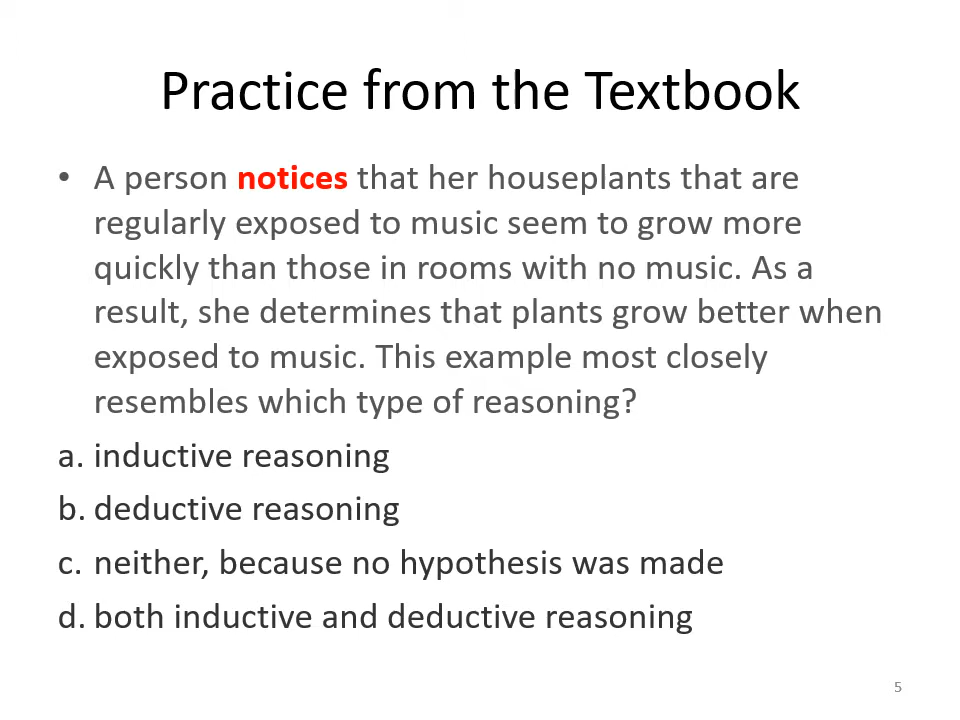 Practice from the Textbook
• A person notices that her houseplants that are
regularly exposed to music seem to grow more
quickly than those in rooms with no music. As a
result, she determines that plants grow better when
exposed to music. This example most closely
resembles which type of reasoning?
a. inductive reasoning
b. deductive reasoning
c. neither, because no hypothesis was made
d. both inductive and deductive reasoning
5